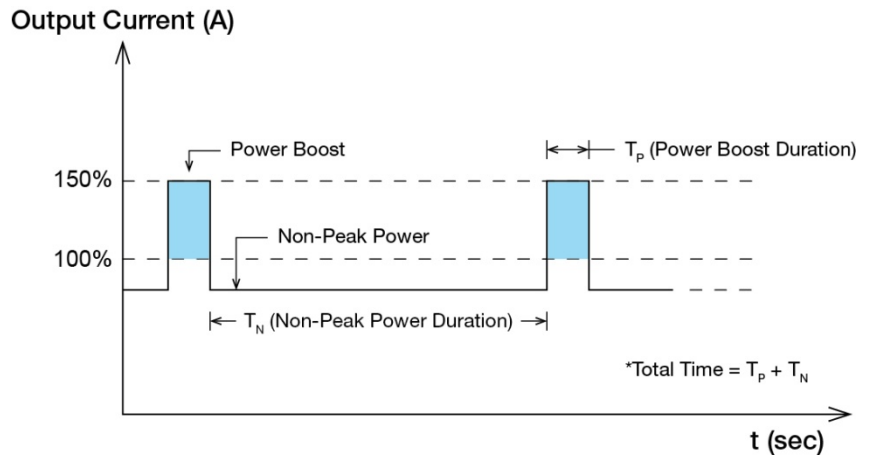 Output Current (A)
Power Boost
T_P (Power Boost Duration)
150%
Non-Peak Power
100%
T_N (Non-Peak Power Duration)
*Total Time = T_P + T_N
t (sec)